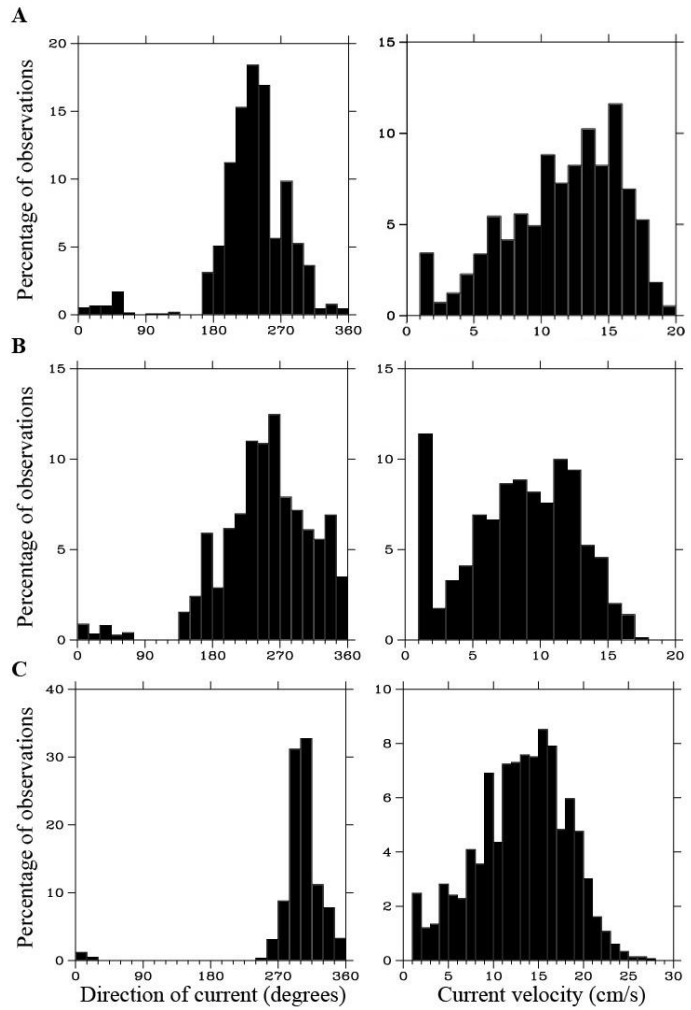 A
Percentage of observations
20
15
10
5
0
0 90 180 270 360
15
10
5
0
0 5 10 15 20
B
Percentage of observations
15
10
5
0
0 90 180 270 360
15
10
5
0
0 5 10 15 20
C
Percentage of observations
40
30
20
10
0
0 90 180 270 360
Direction of current (degrees)
10
8
6
4
2
0
0 5 10 15 20 25 30
Current velocity (cm/s)